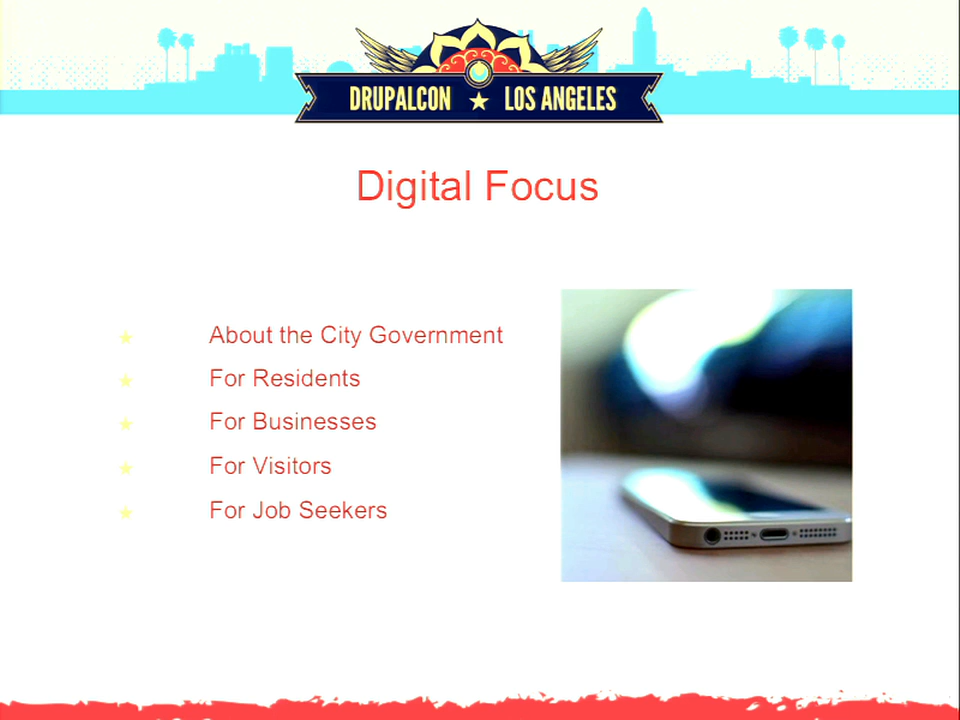 DRUPALCON ★ LOS ANGELES
Digital Focus
★ About the City Government
★ For Residents
★ For Businesses
★ For Visitors
★ For Job Seekers